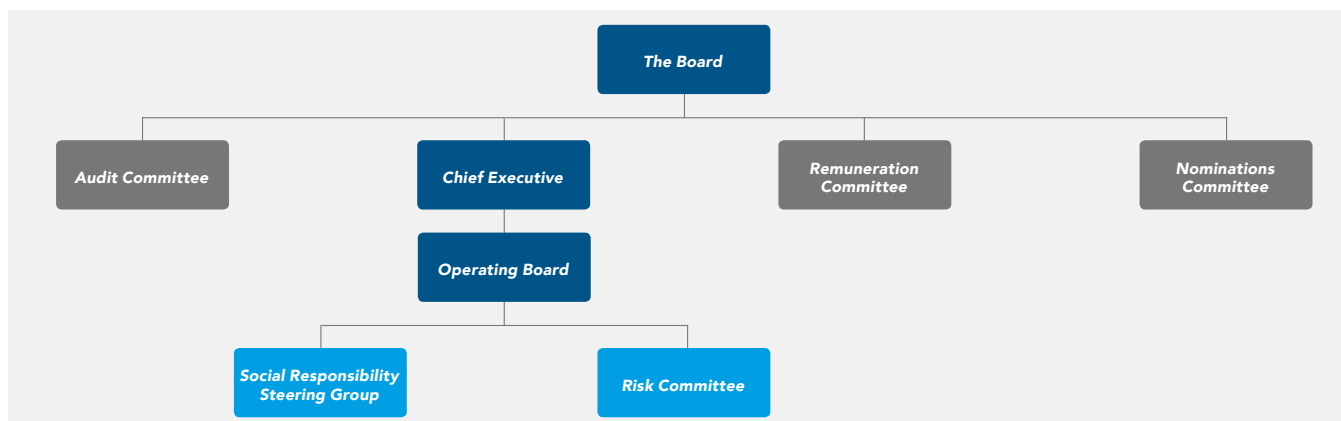 The Board
Audit Committee
Chief Executive
Remuneration
Committee
Nominations
Committee
Operating Board
Social Responsibility
Steering Group
Risk Committee